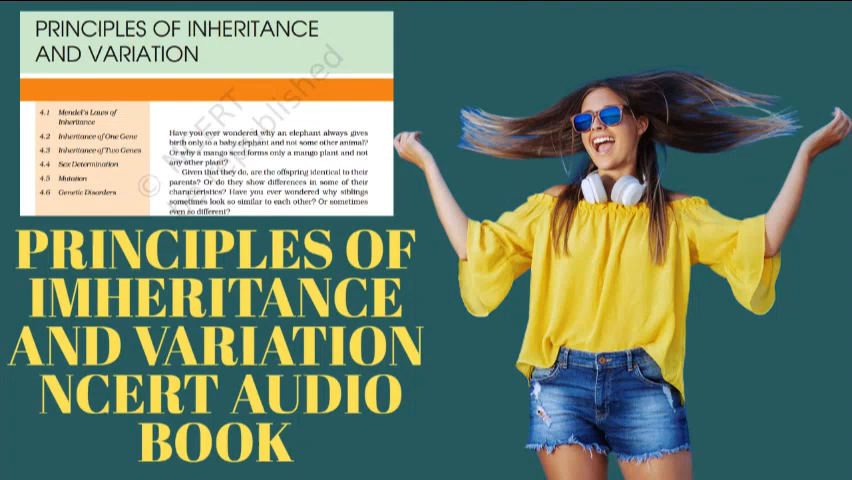 PRINCIPLES OF INHERITANCE
AND VARIATION
© NCERT
republished
4.1 Mendel's Laws of
Inheritance
4.2 Inheritance of One Gene
4.3 Inheritance of Two Genes
4.4 Sex Determination
4.5 Mutation
4.6 Genetic Disorders
Have you ever wondered why an elephant always gives
birth only to a baby elephant and not some other animal?
Or why a mango seed forms only a mango plant and not
any other plant?
Given that they do, are the offspring identical to their
parents? Or do they show differences in some of their
characteristics? Have you ever wondered why siblings
sometimes look so similar to each other? Or sometimes
even so different?
PRINCIPLES OF
IMHERITANCE
AND VARIATION
NCERT AUDIO
BOOK